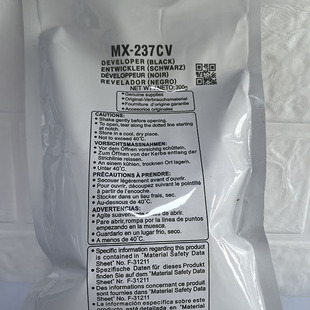 MX-237CV
DEVELOPER (BLACK)
ENTWICKLER (SCHWARZ)
DÉVELOPPEUR (NOIR)
REVELADOR (NEGRO)
NET WT./NETO: 300g
Genuine supplies
Original-Verbrauchsmaterial
Fourniture d'origine garantie
Accesorios originales
CAUTIONS:
Shake gently before opening.
To open, tear along the dotted line starting
at notch.
Store in a cool, dry place.
Not to exceed 40°C.
VORSICHTSMASSNAHMEN:
Vor dem Öffnen vorsichtig schütteln.
Zum Öffnen von der Kerbe entlang der
Strichlinie reissen.
An einem kühlen, trocknen Ort lagern.
Unter 40°C.
PRÉCAUTIONS À PRENDRE:
Secouer légèrement avant d'ouvrir.
Pour ouvrir, découpez suivant le pointillé
à partir de l'encoche.
Stocker dans un lieu frais, sec.
Au-dessous de 40°C.
ADVERTENCIAS:
Agite suavemente antes de abrir.
Para abrir, rompa por la línea de puntos
empezando en la muesca.
Guardarlo en un lugar frío, seco.
A menos de 40°C.
Specific information regarding this product
is contained in "Material Safety Data
Sheet" No. F-31211
Spezifische Daten für dieses Produkt
finden Sie in dem "Material Safety Data
Sheet" Nr. F-31211
Des informations concernant ce produit
sont fournies dans "Material Safety Data
Sheet" No. F-31211
La información específica sobre este